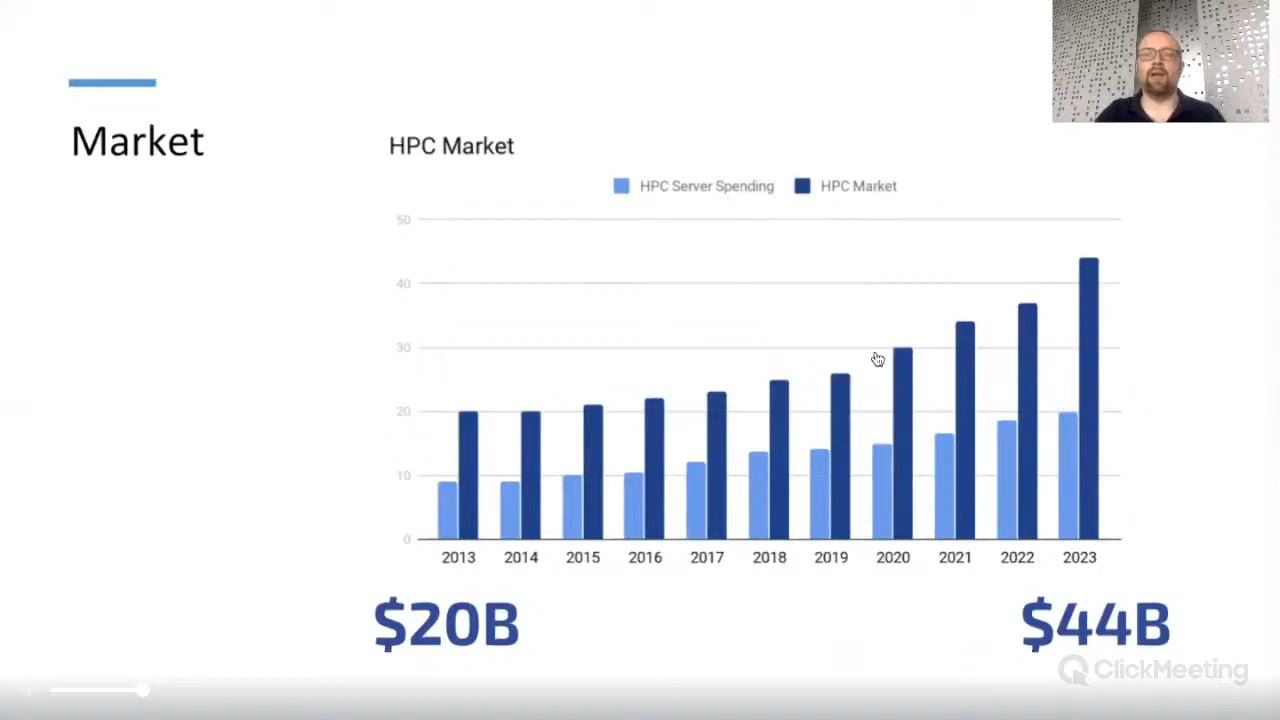 Market
HPC Market
HPC Server Spending HPC Market
50
40
30
20
10
0
2013 2014 2015 2016 2017 2018 2019 2020 2021 2022 2023
$20B $44B
ClickMeeting